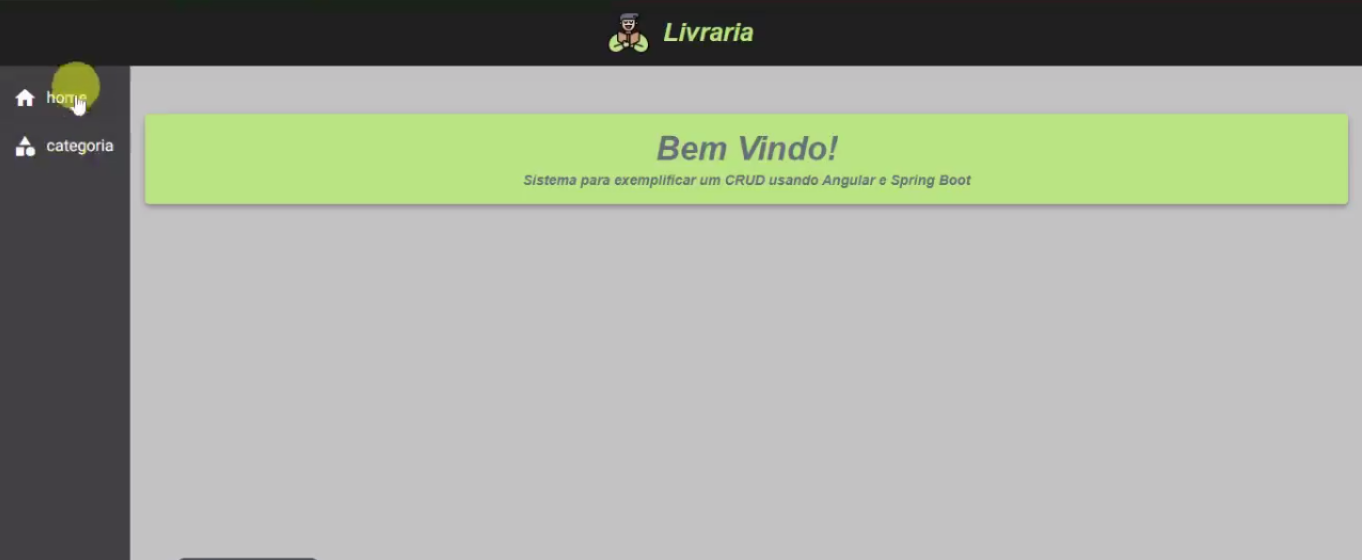 Livraria
home
categoria
Bem Vindo!
Sistema para exemplificar um CRUD usando Angular e Spring Boot